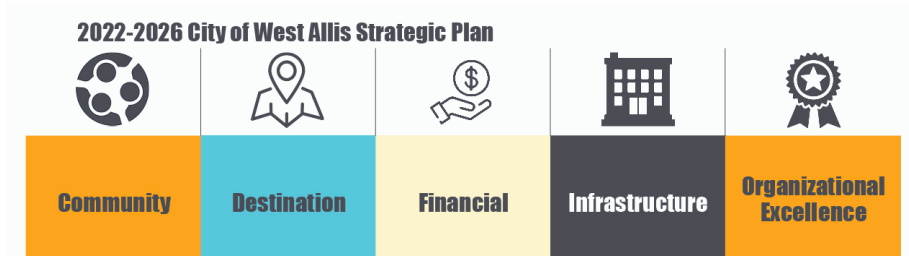 2022-2026 City of West Allis Strategic Plan
$
Community
Destination
Financial
Infrastructure
Organizational
Excellence